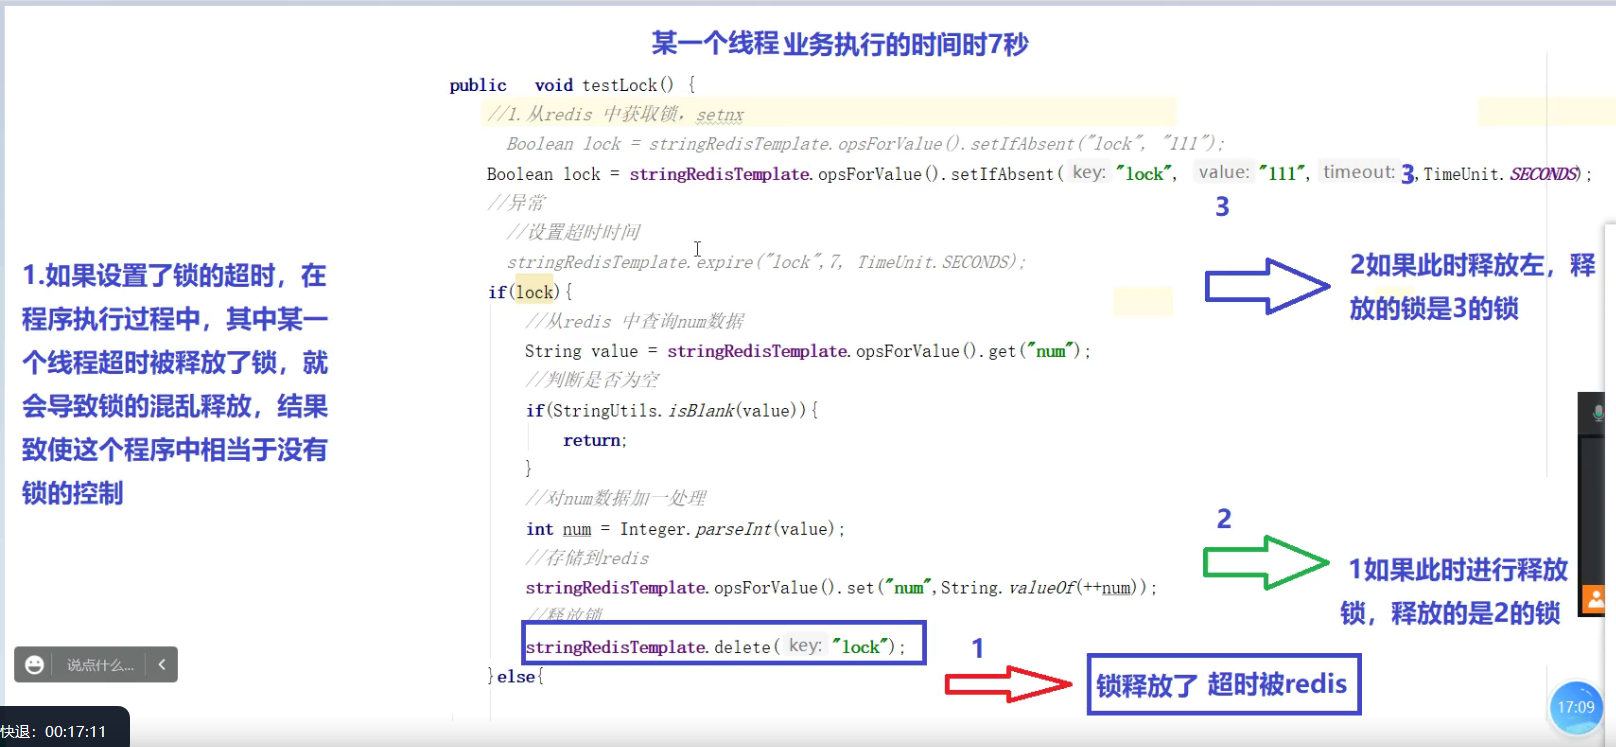 某一个线程业务执行的时间时7秒
public void testLock() {
//1.从redis 中获取锁，setnx
Boolean lock = stringRedisTemplate.opsForValue().setIfAbsent("lock", "111");
Boolean lock = stringRedisTemplate.opsForValue().setIfAbsent( key: "lock", value: "111", timeout: 3,TimeUnit.SECONDS);
//异常
3
//设置超时时间
stringRedisTemplate.expire("lock",7, TimeUnit.SECONDS);
if(lock){
//从redis 中查询num数据
String value = stringRedisTemplate.opsForValue().get("num");
//判断是否为空
if(StringUtils.isBlank(value)){
return;
}
//对num数据加一处理
int num = Integer.parseInt(value);
//存储到redis
stringRedisTemplate.opsForValue().set("num",String.valueOf(++num));
//释放锁
stringRedisTemplate.delete( key: "lock");
}else{
1.如果设置了锁的超时，在
程序执行过程中，其中某一
个线程超时被释放了锁，就
会导致锁的混乱释放，结果
致使这个程序中相当于没有
锁的控制
2如果此时释放左，释
放的锁是3的锁
2
1如果此时进行释放
锁，释放的是2的锁
1
锁释放了 超时被redis
说点什么...
17:09
快退：00:17:11